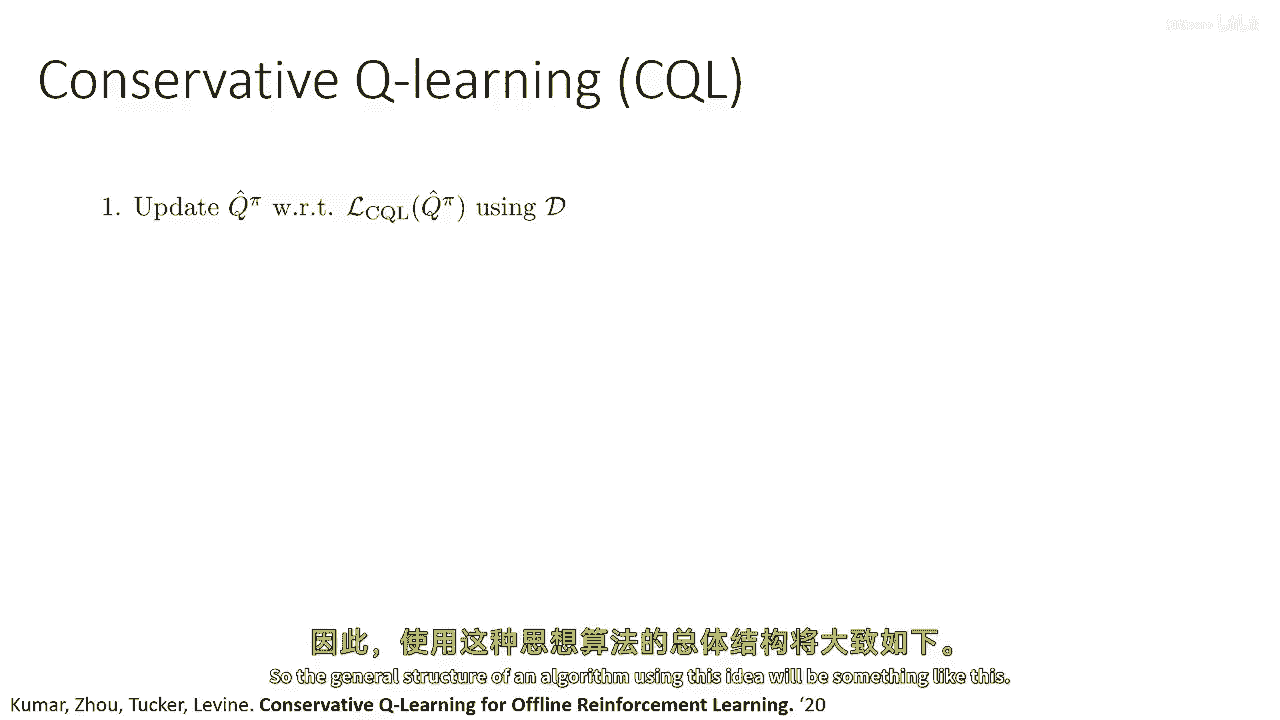 Conservative Q-learning (CQL)
1. Update $\hat{Q}^{\pi}$ w.r.t. $\mathcal{L}_{\mathrm{CQL}}(\hat{Q}^{\pi})$ using $\mathcal{D}$
因此，使用这种思想算法的总体结构将大致如下。
So the general structure of an algorithm using this idea will be something like this.
Kumar, Zhou, Tucker, Levine. Conservative Q-Learning for Offline Reinforcement Learning. ‘20